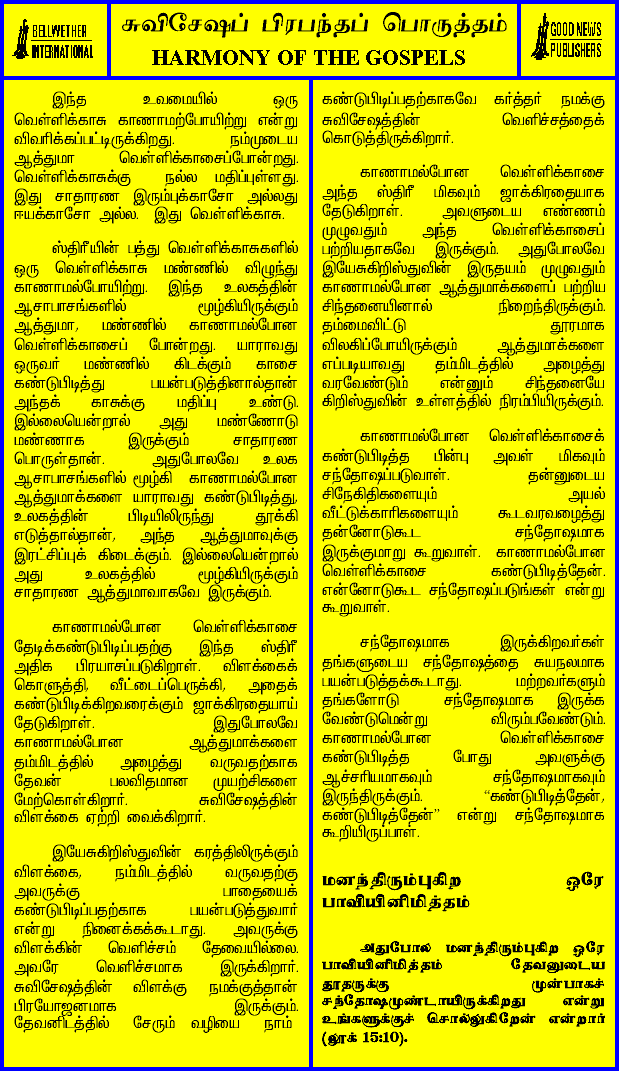 BELLWETHER
INTERNATIONAL
சுவிசேஷப் பிரபந்தப் பொருத்தம்
HARMONY OF THE GOSPELS
GOOD NEWS
PUBLISHERS
இந்த உவமையில் ஒரு
வெள்ளிக்காசு காணாமற்போயிற்று என்று
விவரிக்கப்பட்டிருக்கிறது. நம்முடைய
ஆத்துமா வெள்ளிக்காசைப்போன்றது.
வெள்ளிக்காசுக்கு நல்ல மதிப்புள்ளது.
இது சாதாரண இரும்புக்காசோ அல்லது
ஈயக்காசோ அல்ல. இது வெள்ளிக்காசு.
ஸ்திரீயின் பத்து வெள்ளிக்காசுகளில்
ஒரு வெள்ளிக்காசு மண்ணில் விழுந்து
காணாமல்போயிற்று. இந்த உலகத்தின்
ஆசாபாசங்களில் மூழ்கியிருக்கும்
ஆத்துமா, மண்ணில் காணாமல்போன
வெள்ளிக்காசைப் போன்றது. யாராவது
ஒருவர் மண்ணில் கிடக்கும் காசை
கண்டுபிடித்து பயன்படுத்தினால்தான்
அந்தக் காசுக்கு மதிப்பு உண்டு.
இல்லையென்றால் அது மண்ணோடு
மண்ணாக இருக்கும் சாதாரண
பொருள்தான். அதுபோலவே உலக
ஆசாபாசங்களில் மூழ்கி காணாமல்போன
ஆத்துமாக்களை யாராவது கண்டுபிடித்து,
உலகத்தின் பிடியிலிருந்து தூக்கி
எடுத்தால்தான், அந்த ஆத்துமாவுக்கு
இரட்சிப்புக் கிடைக்கும். இல்லையென்றால்
அது உலகத்தில் மூழ்கியிருக்கும்
சாதாரண ஆத்துமாவாகவே இருக்கும்.
காணாமல்போன வெள்ளிக்காசை
தேடிக்கண்டுபிடிப்பதற்கு இந்த ஸ்திரீ
அதிக பிரயாசப்படுகிறாள். விளக்கைக்
கொளுத்தி, வீட்டைப்பெருக்கி, அதைக்
கண்டுபிடிக்கிறவரைக்கும் ஜாக்கிரதையாய்
தேடுகிறாள். இதுபோலவே
காணாமல்போன ஆத்துமாக்களை
தம்மிடத்தில் அழைத்து வருவதற்காக
தேவன் பலவிதமான முயற்சிகளை
மேற்கொள்கிறார். சுவிசேஷத்தின்
விளக்கை ஏற்றி வைக்கிறார்.
இயேசுகிறிஸ்துவின் கரத்திலிருக்கும்
விளக்கை, நம்மிடத்தில் வருவதற்கு
அவருக்கு பாதையைக்
கண்டுபிடிப்பதற்காக பயன்படுத்துவார்
என்று நினைக்கக்கூடாது. அவருக்கு
விளக்கின் வெளிச்சம் தேவையில்லை.
அவரே வெளிச்சமாக இருக்கிறார்.
சுவிசேஷத்தின் விளக்கு நமக்குத்தான்
பிரயோஜனமாக இருக்கும்.
தேவனிடத்தில் சேரும் வழியை நாம்
கண்டுபிடிப்பதற்காகவே கர்த்தர் நமக்கு
சுவிசேஷத்தின் வெளிச்சத்தைக்
கொடுத்திருக்கிறார்.
காணாமல்போன வெள்ளிக்காசை
அந்த ஸ்திரீ மிகவும் ஜாக்கிரதையாக
தேடுகிறாள். அவளுடைய எண்ணம்
முழுவதும் அந்த வெள்ளிக்காசைப்
பற்றியதாகவே இருக்கும். அதுபோலவே
இயேசுகிறிஸ்துவின் இருதயம் முழுவதும்
காணாமல்போன ஆத்துமாக்களைப் பற்றிய
சிந்தனையினால் நிறைந்திருக்கும்.
தம்மைவிட்டு தூரமாக
விலகிப்போயிருக்கும் ஆத்துமாக்களை
எப்படியாவது தம்மிடத்தில் அழைத்து
வரவேண்டும் என்னும் சிந்தனையே
கிறிஸ்துவின் உள்ளத்தில் நிரம்பியிருக்கும்.
காணாமல்போன வெள்ளிக்காசைக்
கண்டுபிடித்த பின்பு அவள் மிகவும்
சந்தோஷப்படுவாள். தன்னுடைய
சிநேகிதிகளையும் அயல்
வீட்டுக்காரிகளையும் கூடவரவழைத்து
தன்னோடுகூட சந்தோஷமாக
இருக்குமாறு கூறுவாள். காணாமல்போன
வெள்ளிக்காசை கண்டுபிடித்தேன்.
என்னோடுகூட சந்தோஷப்படுங்கள் என்று
கூறுவாள்.
சந்தோஷமாக இருக்கிறவர்கள்
தங்களுடைய சந்தோஷத்தை சுயநலமாக
பயன்படுத்தக்கூடாது. மற்றவர்களும்
தங்களோடு சந்தோஷமாக இருக்க
வேண்டுமென்று விரும்பவேண்டும்.
காணாமல்போன வெள்ளிக்காசை
கண்டுபிடித்த போது அவளுக்கு
ஆச்சரியமாகவும் சந்தோஷமாகவும்
இருந்திருக்கும். “கண்டுபிடித்தேன்,
கண்டுபிடித்தேன்” என்று சந்தோஷமாக
கூறியிருப்பாள்.
மனந்திரும்புகிற ஒரே
பாவியினிமித்தம்
அதுபோல மனந்திரும்புகிற ஒரே
பாவியினிமித்தம் தேவனுடைய
தூதருக்கு முன்பாகச்
சந்தோஷமுண்டாயிருக்கிறது என்று
உங்களுக்குச் சொல்லுகிறேன் என்றார்
(லூக் 15:10).